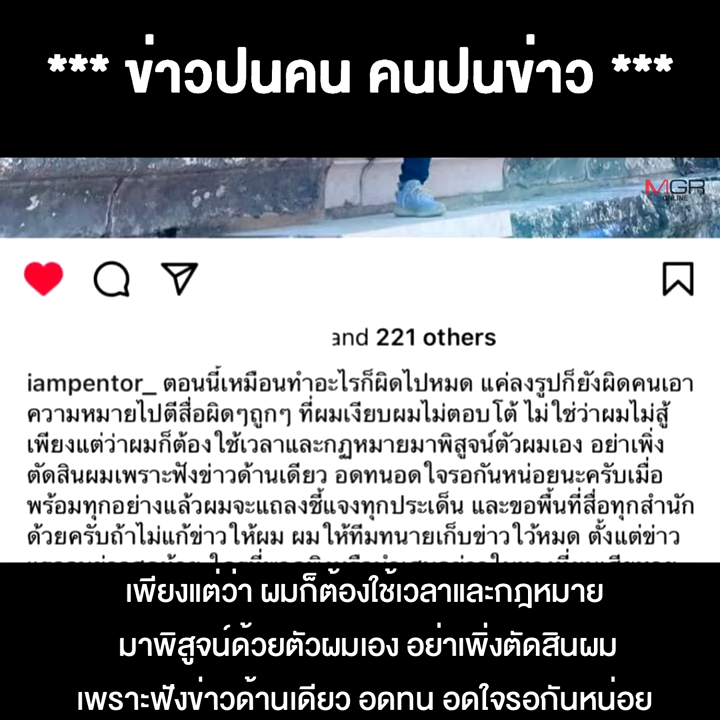 *** ข่าวปนคน คนปนข่าว ***
MGR
ONLINE
and 221 others
iampentor_ ตอนนี้เหมือนทำอะไรก็ผิดไปหมด แค่ลงรูปก็ยังผิดคนเอา
ความหมายไปตีสื่อผิดๆถูกๆ ที่ผมเงียบผมไม่ตอบโต้ ไม่ใช่ว่าผมไม่สู้
เพียงแต่ว่าผมก็ต้องใช้เวลาและกฏหมายมาพิสูจน์ตัวผมเอง อย่าเพิ่ง
ตัดสินผมเพราะฟังข่าวด้านเดียว อดทนอดใจรอกันหน่อยนะครับเมื่อ
พร้อมทุกอย่างแล้วผมจะแถลงชี้แจงทุกประเด็น และขอพื้นที่สื่อทุกสำนัก
ด้วยครับถ้าไม่แก้ข่าวให้ผม ผมให้ทีมทนายเก็บข่าวไว้หมด ตั้งแต่ข่าว
เพียงแต่ว่า ผมก็ต้องใช้เวลาและกฎหมาย
มาพิสูจน์ด้วยตัวผมเอง อย่าเพิ่งตัดสินผม
เพราะฟังข่าวด้านเดียว อดทน อดใจรอกันหน่อย